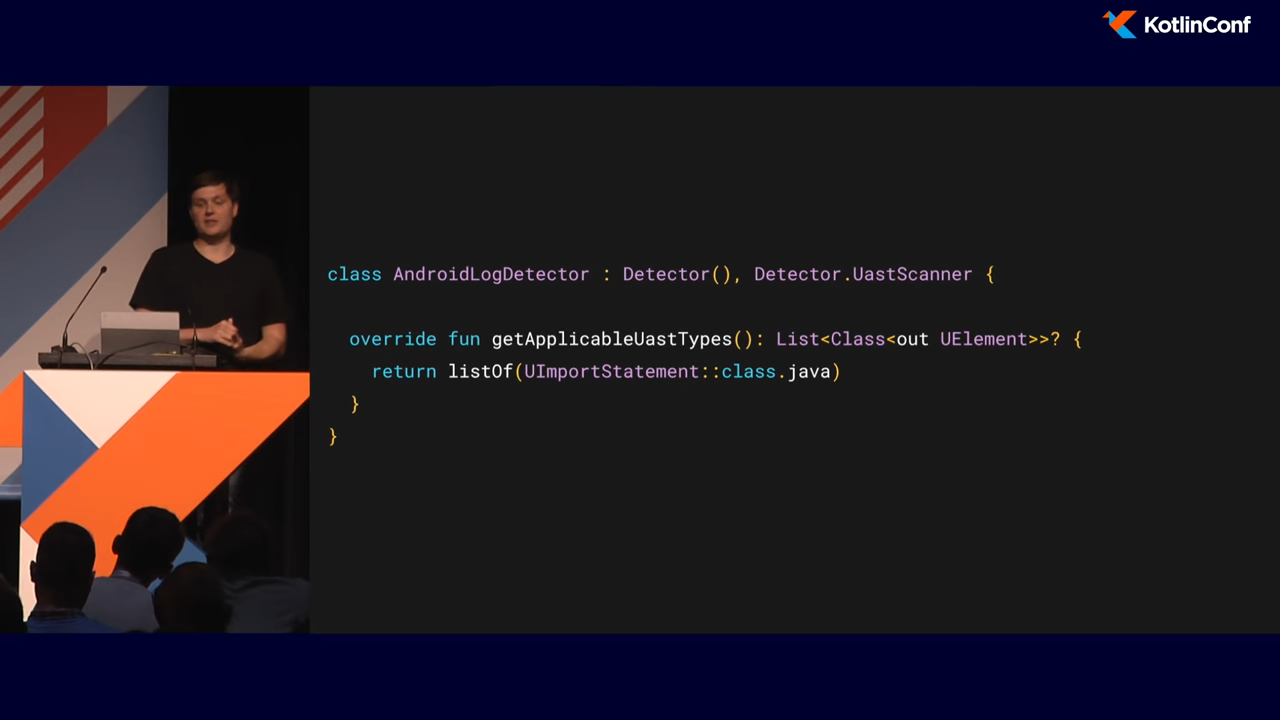 KotlinConf
class AndroidLogDetector : Detector(), Detector.UastScanner {
override fun getApplicableUastTypes(): List<Class<out UElement>>? {
return listOf(UImportStatement::class.java)
}
}